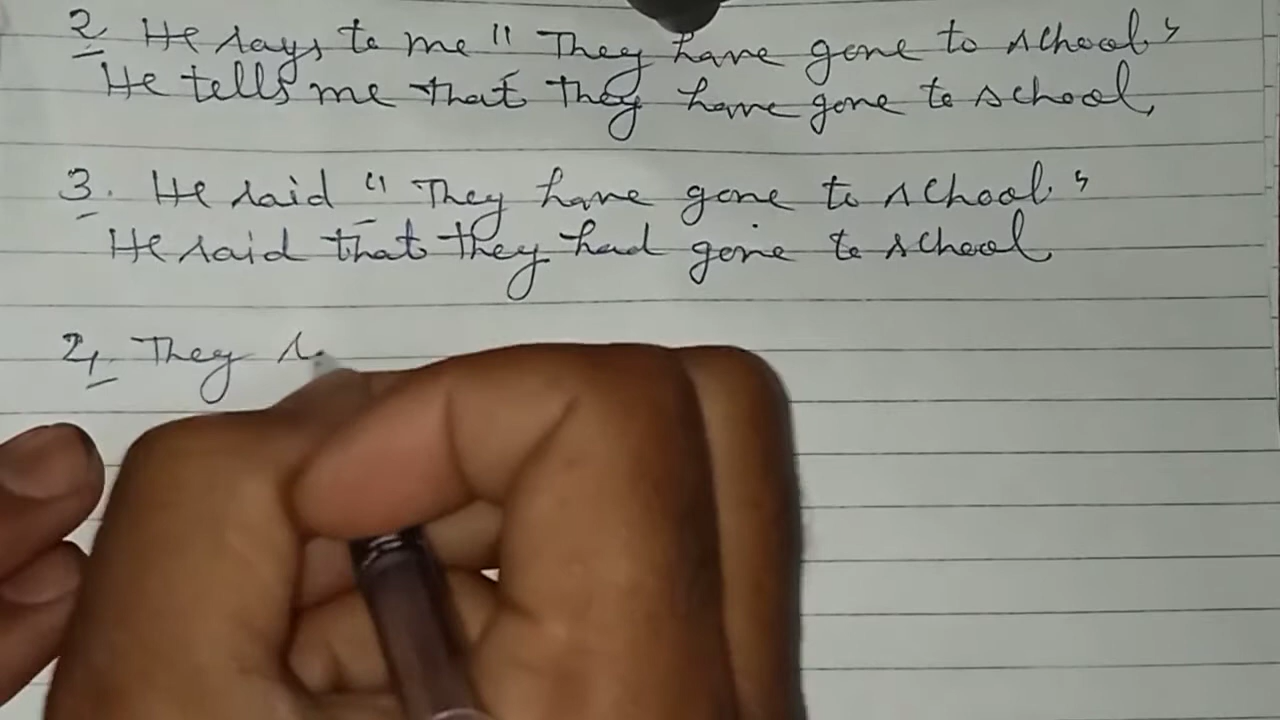 2. He says to me " They have gone to school "
He tells me that they have gone to school.
3. He said " They have gone to school. "
He said that they had gone to school.
4. They